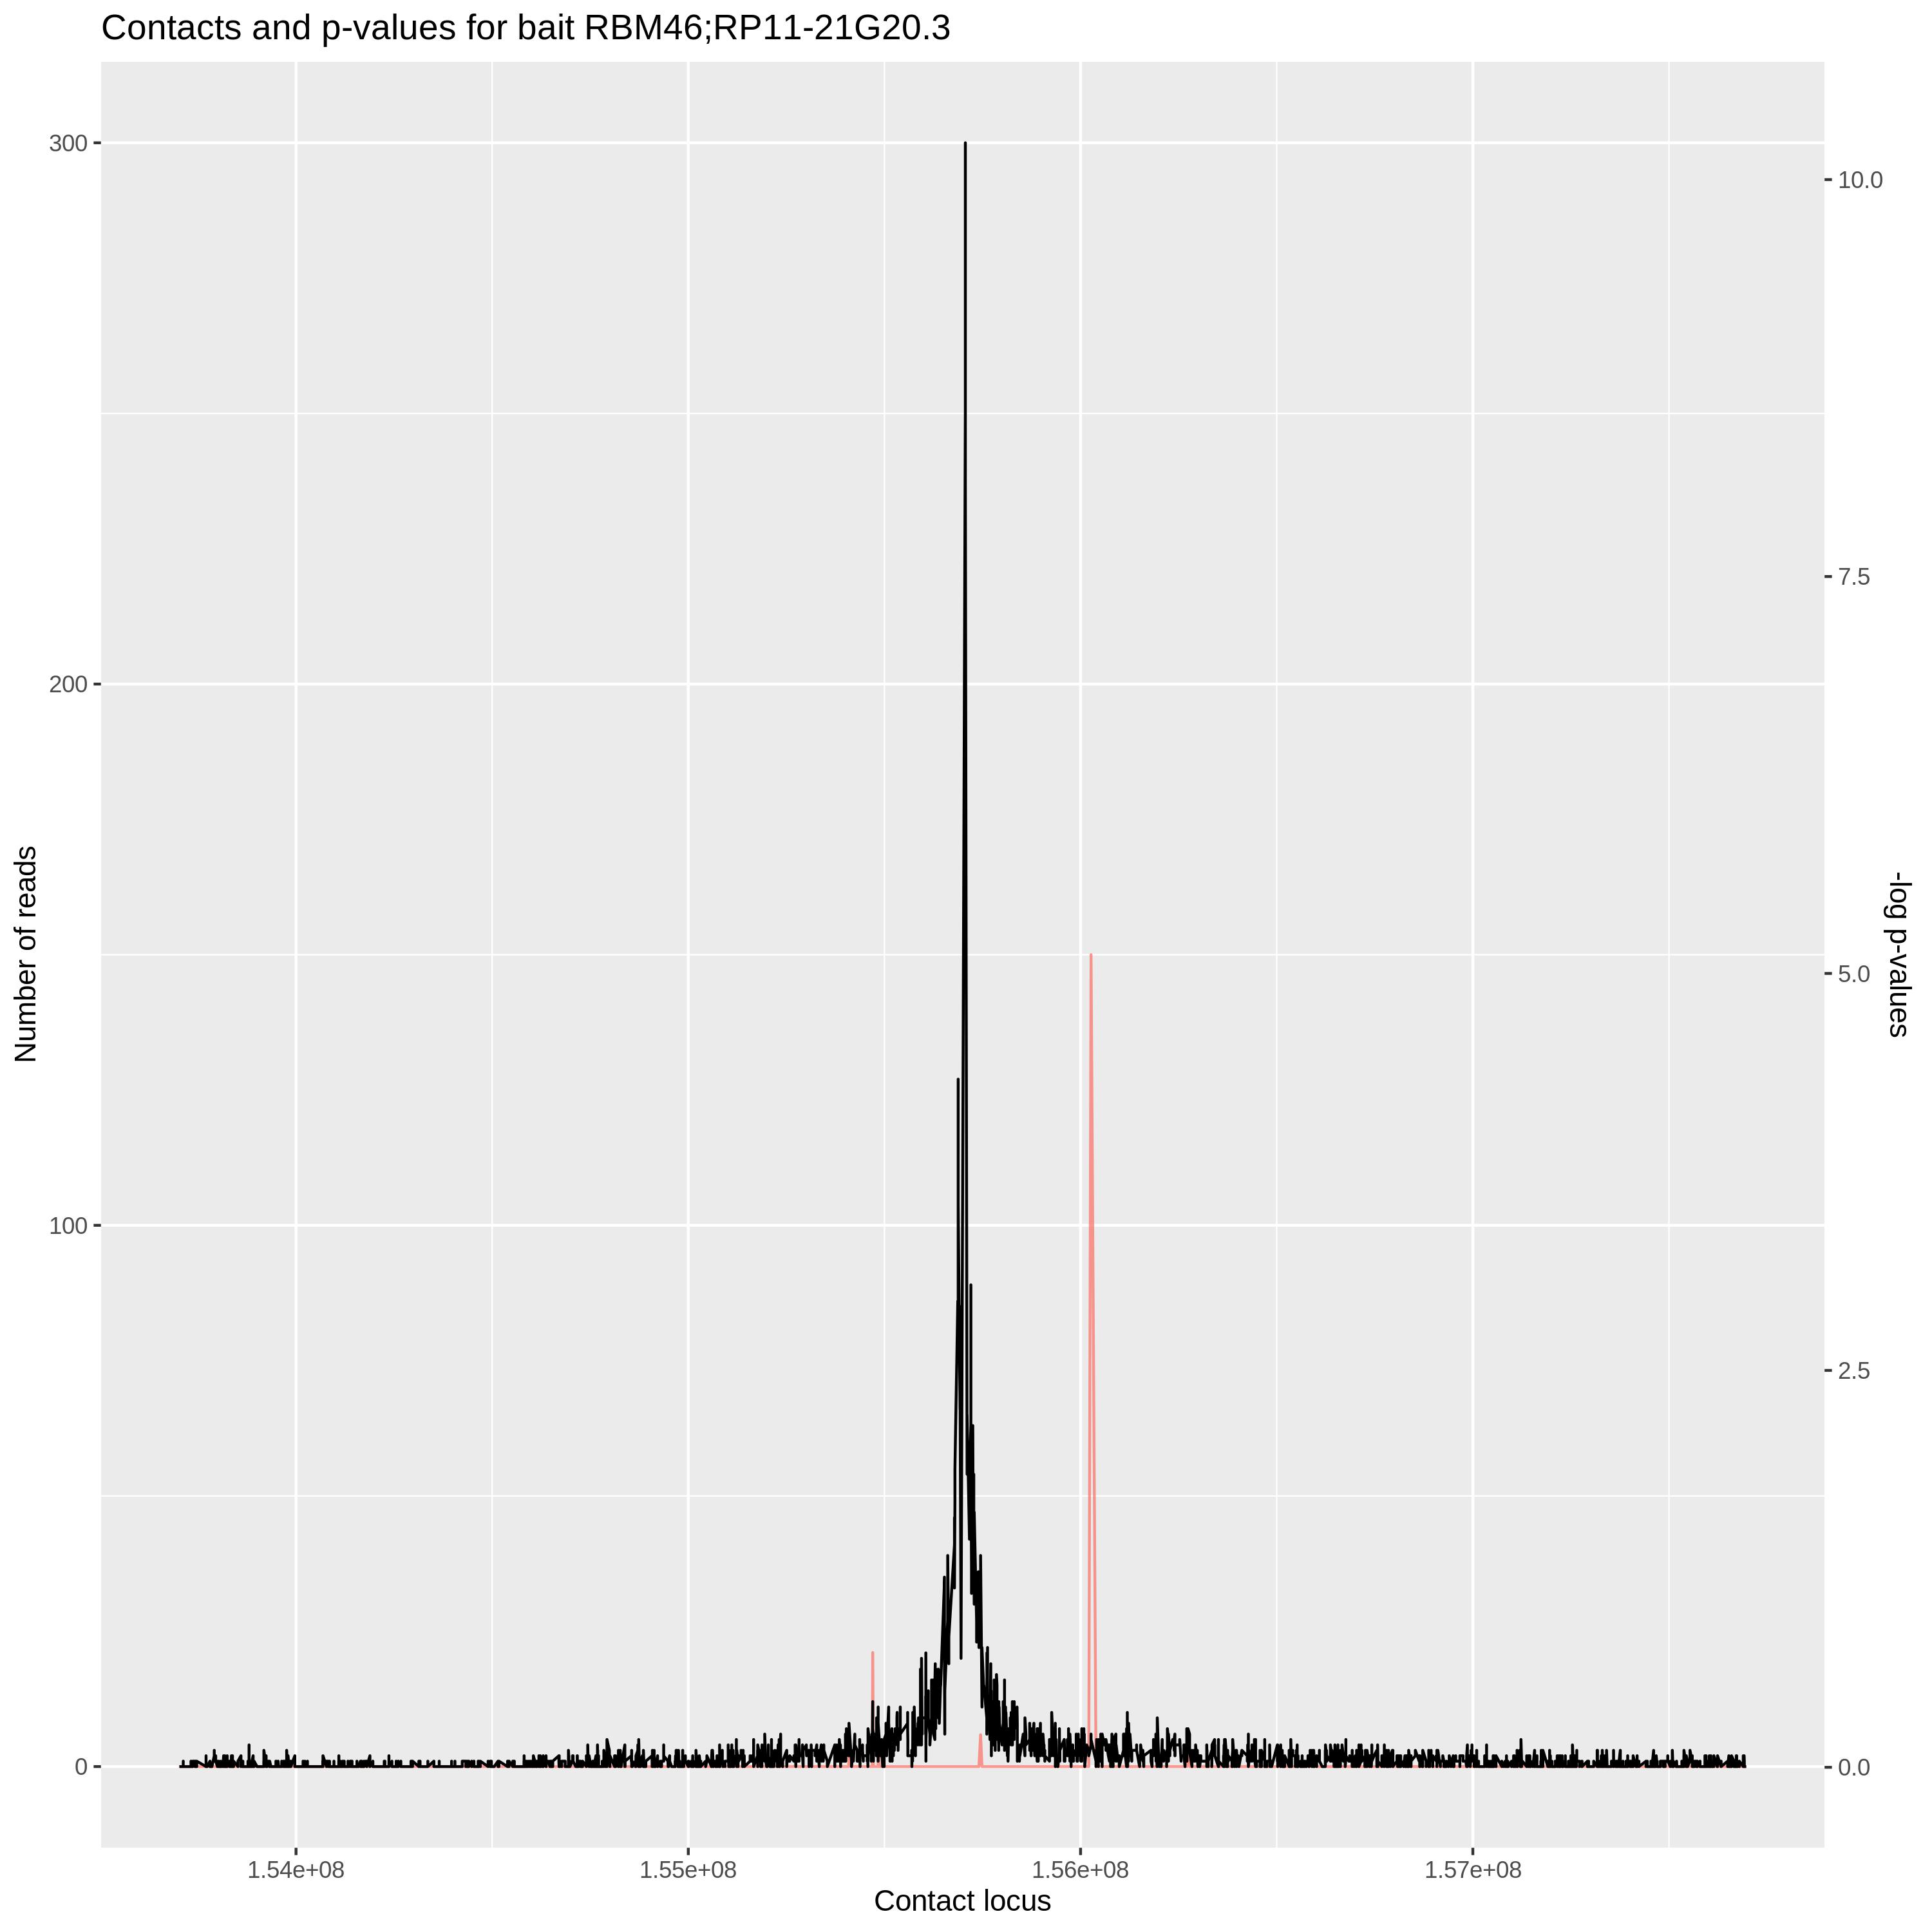 Contacts and p-values for bait RBM46;RP11-21G20.3
300
200
100
0
Number of reads
10.0
7.5
5.0
2.5
0.0
-log p-values
1.54e+08
1.55e+08
1.56e+08
1.57e+08
Contact locus